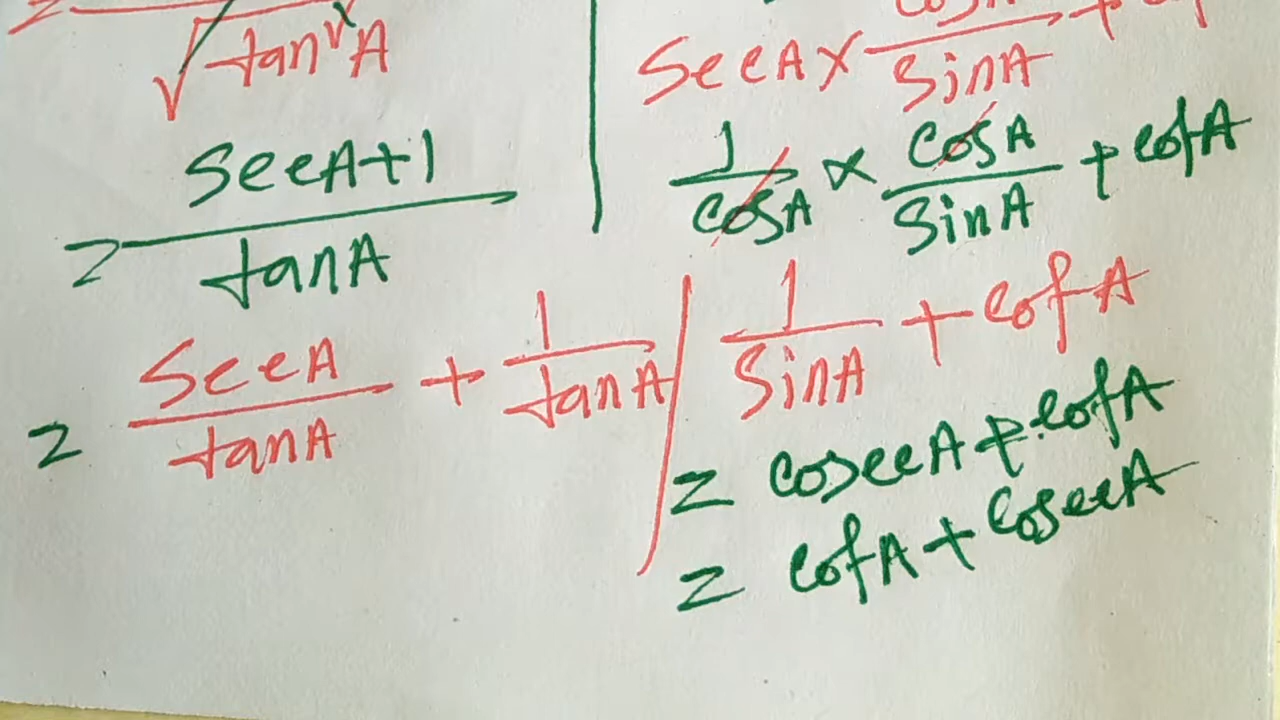 = √tan²A
= secA+1 / tanA
= secA / tanA + 1 / tanA
secA × cosA / sinA +
1 / cosA × cosA / sinA + cotA
1 / sinA + cotA
= cosecA + cotA
= cotA + cosecA